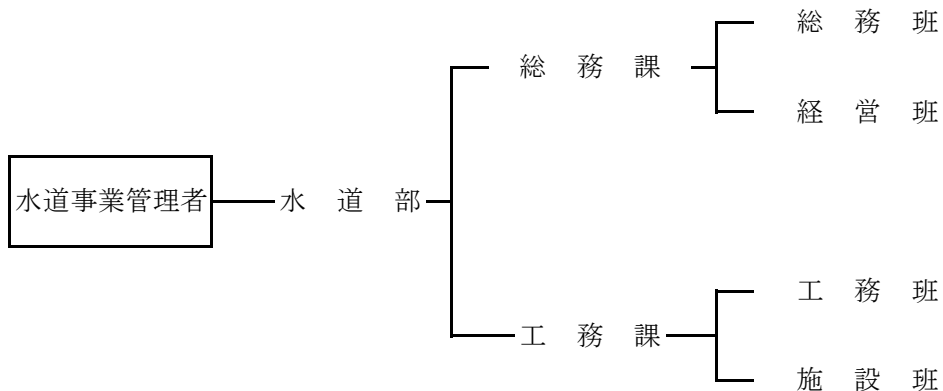 総務班
総務課
経営班
水道事業管理者
水道部
工務班
工務課
施設班